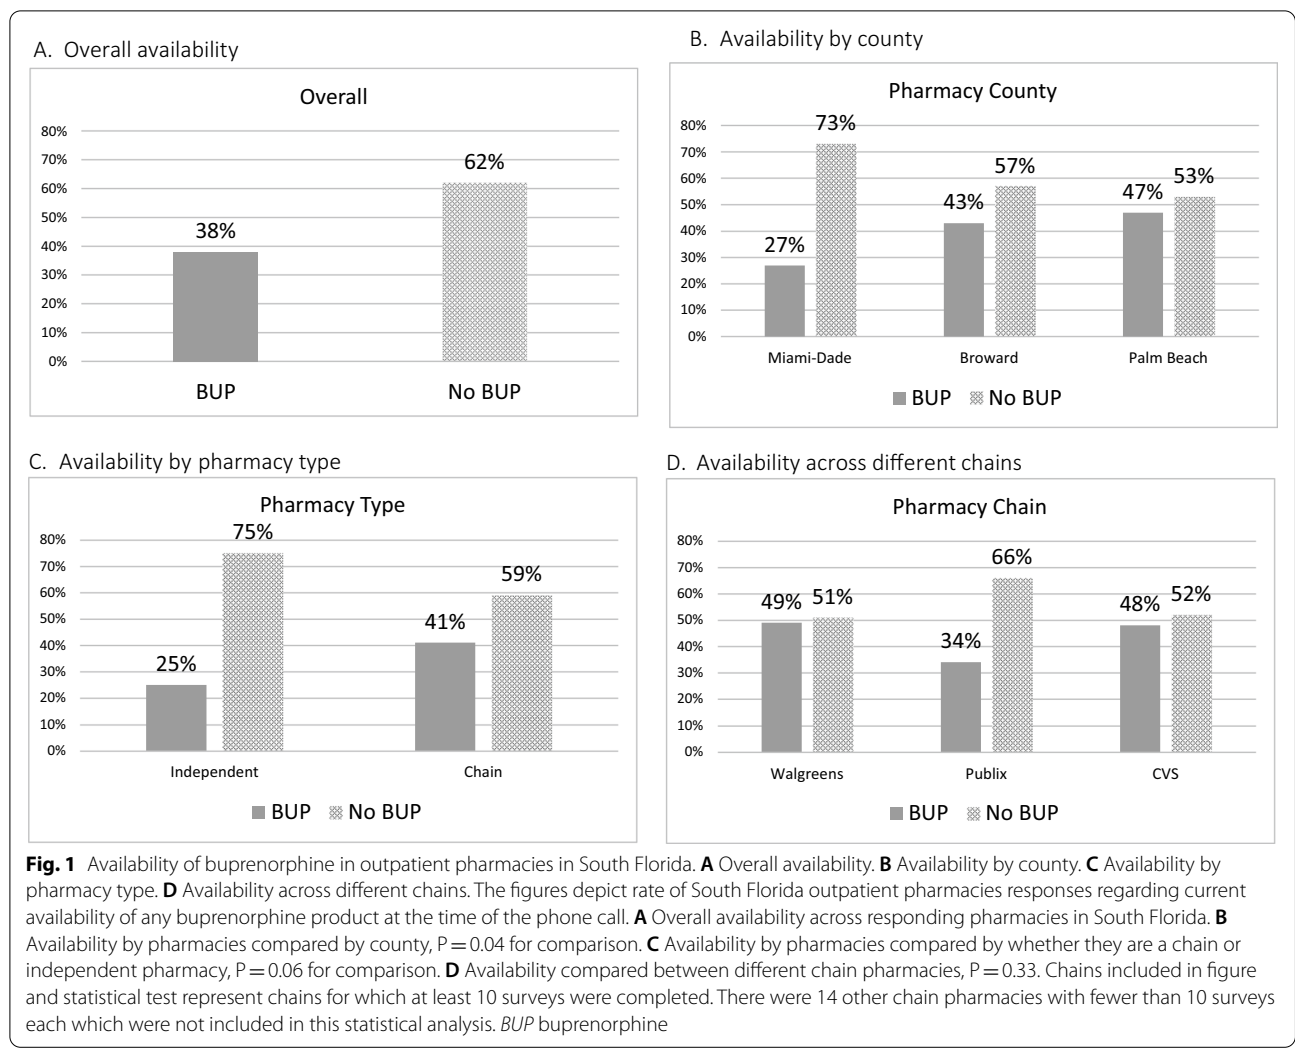 A. Overall availability
Overall
80%
70%
60%
50%
40%
30%
20%
10%
0%
38%
62%
BUP
No BUP
B. Availability by county
Pharmacy County
80%
70%
60%
50%
40%
30%
20%
10%
0%
27%
73%
43%
57%
47%
53%
Miami-Dade
Broward
Palm Beach
BUP
No BUP
C. Availability by pharmacy type
Pharmacy Type
80%
70%
60%
50%
40%
30%
20%
10%
0%
25%
75%
41%
59%
Independent
Chain
BUP
No BUP
D. Availability across different chains
Pharmacy Chain
80%
70%
60%
50%
40%
30%
20%
10%
0%
49%
51%
34%
66%
48%
52%
Walgreens
Publix
CVS
BUP
No BUP
Fig. 1 Availability of buprenorphine in outpatient pharmacies in South Florida. A Overall availability. B Availability by county. C Availability by
pharmacy type. D Availability across different chains. The figures depict rate of South Florida outpatient pharmacies responses regarding current
availability of any buprenorphine product at the time of the phone call. A Overall availability across responding pharmacies in South Florida. B
Availability by pharmacies compared by county, P = 0.04 for comparison. C Availability by pharmacies compared by whether they are a chain or
independent pharmacy, P = 0.06 for comparison. D Availability compared between different chain pharmacies, P = 0.33. Chains included in figure
and statistical test represent chains for which at least 10 surveys were completed. There were 14 other chain pharmacies with fewer than 10 surveys
each which were not included in this statistical analysis. BUP buprenorphine